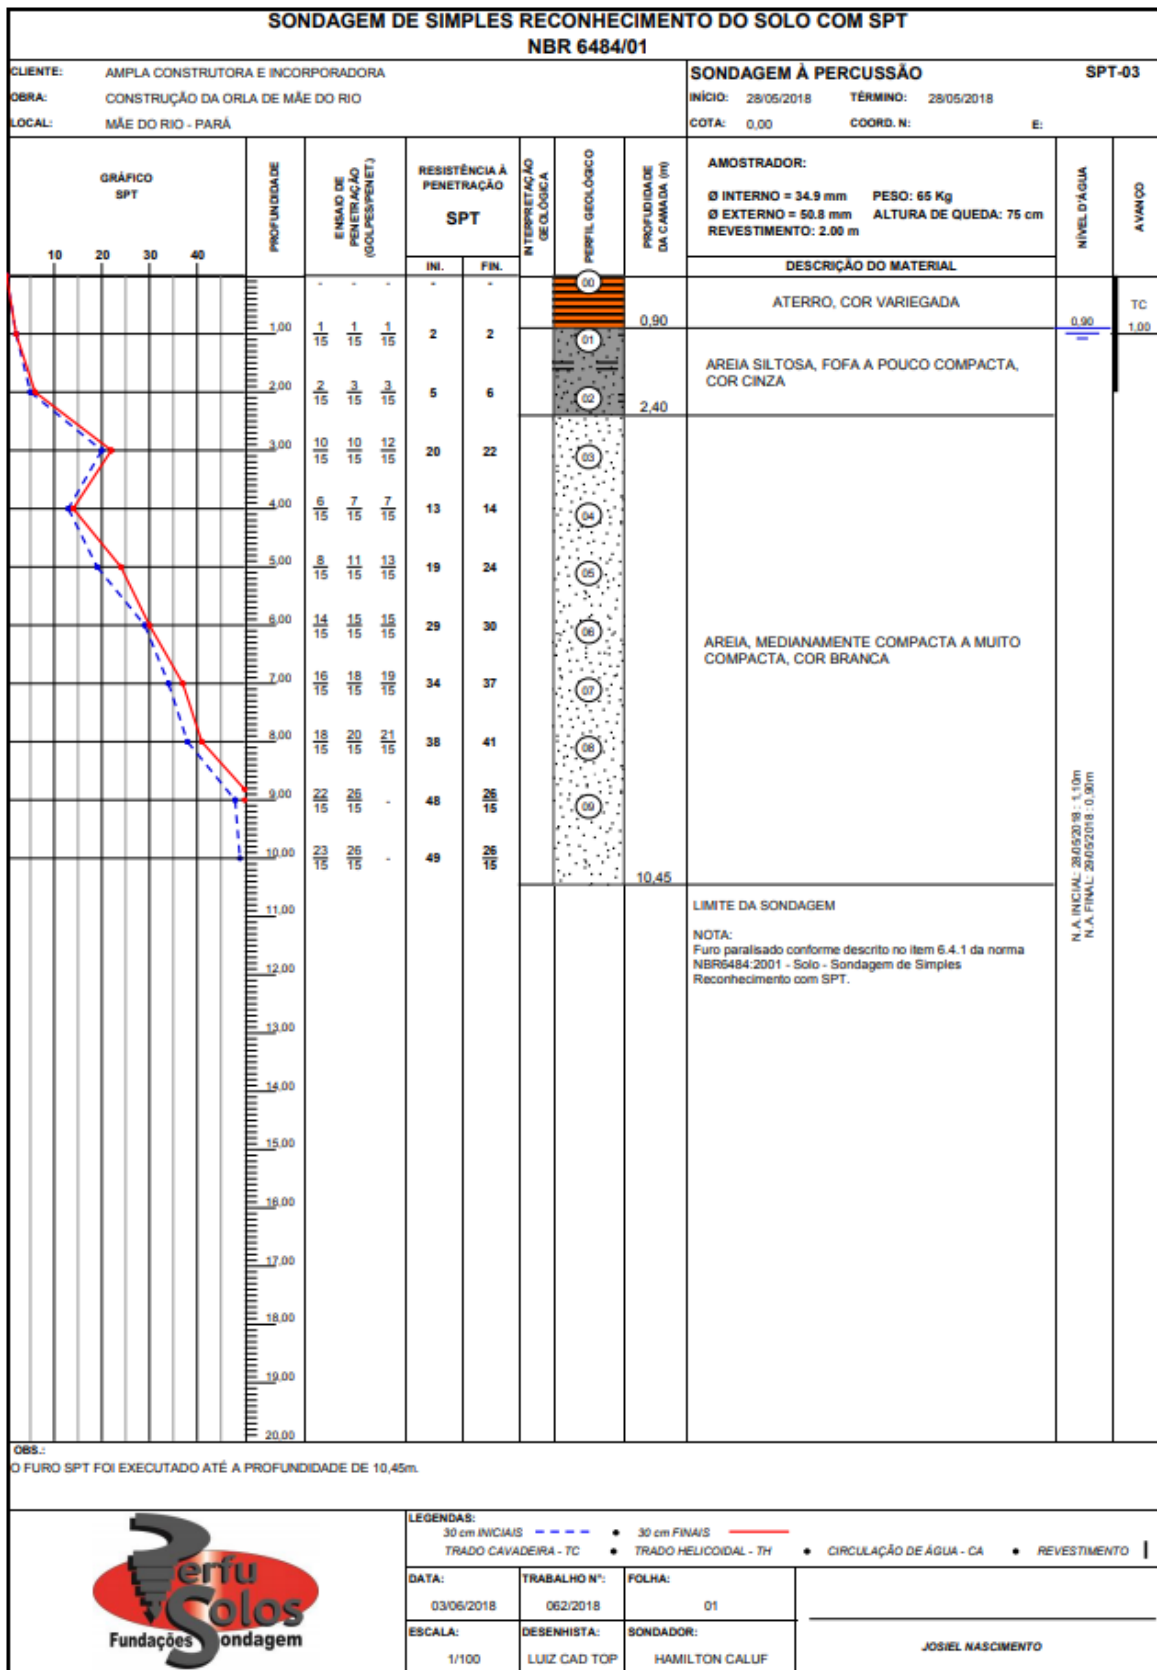 SONDAGEM DE SIMPLES RECONHECIMENTO DO SOLO COM SPT
NBR 6484/01
CLIENTE: AMPLA CONSTRUTORA E INCORPORADORA
OBRA: CONSTRUÇÃO DA ORLA DE MÃE DO RIO
LOCAL: MÃE DO RIO - PARÁ
SONDAGEM À PERCUSSÃO SPT-03
INÍCIO: 28/05/2018 TÉRMINO: 28/05/2018
COTA: 0,00 COORD. N: E:
GRÁFICO
SPT
10 20 30 40
PROFUNDIDADE
ENSAIO DE
PENETRAÇÃO
(GOLPES/PENET.)
RESISTÊNCIA À
PENETRAÇÃO
SPT
INI. FIN.
INTERPRETAÇÃO
GEOLÓGICA
PERFIL GEOLÓGICO
PROFUDIDADE
DA CAMADA (m)
AMOSTRADOR:
Ø INTERNO = 34.9 mm PESO: 65 Kg
Ø EXTERNO = 50.8 mm ALTURA DE QUEDA: 75 cm
REVESTIMENTO: 2.00 m
DESCRIÇÃO DO MATERIAL
NÍVEL D'ÁGUA
AVANÇO
- - - - - 00
ATERRO, COR VARIEGADA
TC
0,90 0,90 1,00
1,00 1/15 1/15 1/15 2 2 01
AREIA SILTOSA, FOFA A POUCO COMPACTA,
COR CINZA
2,00 2/15 3/15 3/15 5 6 02
2,40
3,00 10/15 10/15 12/15 20 22 03
4,00 6/15 7/15 7/15 13 14 04
5,00 8/15 11/15 13/15 19 24 05
6,00 14/15 15/15 15/15 29 30 06
AREIA, MEDIANAMENTE COMPACTA A MUITO
COMPACTA, COR BRANCA
7,00 16/15 18/15 19/15 34 37 07
8,00 18/15 20/15 21/15 38 41 08
9,00 22/15 26/15 - 48 26/15 09
10,00 23/15 26/15 - 49 26/15
10,45
N.A. INICIAL: 28/05/2018 : 1,10m
N.A. FINAL: 29/05/2018 : 0,90m
LIMITE DA SONDAGEM
NOTA:
Furo paralisado conforme descrito no item 6.4.1 da norma
NBR6484:2001 - Solo - Sondagem de Simples
Reconhecimento com SPT.
11,00
12,00
13,00
14,00
15,00
16,00
17,00
18,00
19,00
20,00
OBS.:
O FURO SPT FOI EXECUTADO ATÉ A PROFUNDIDADE DE 10,45m.
Perfu
Solos
Fundações Sondagem
LEGENDAS:
30 cm INICIAIS 30 cm FINAIS
TRADO CAVADEIRA - TC TRADO HELICOIDAL - TH CIRCULAÇÃO DE ÁGUA - CA REVESTIMENTO
DATA: TRABALHO Nº: FOLHA:
03/06/2018 062/2018 01
ESCALA: DESENHISTA: SONDADOR:
1/100 LUIZ CAD TOP HAMILTON CALUF
JOSIEL NASCIMENTO